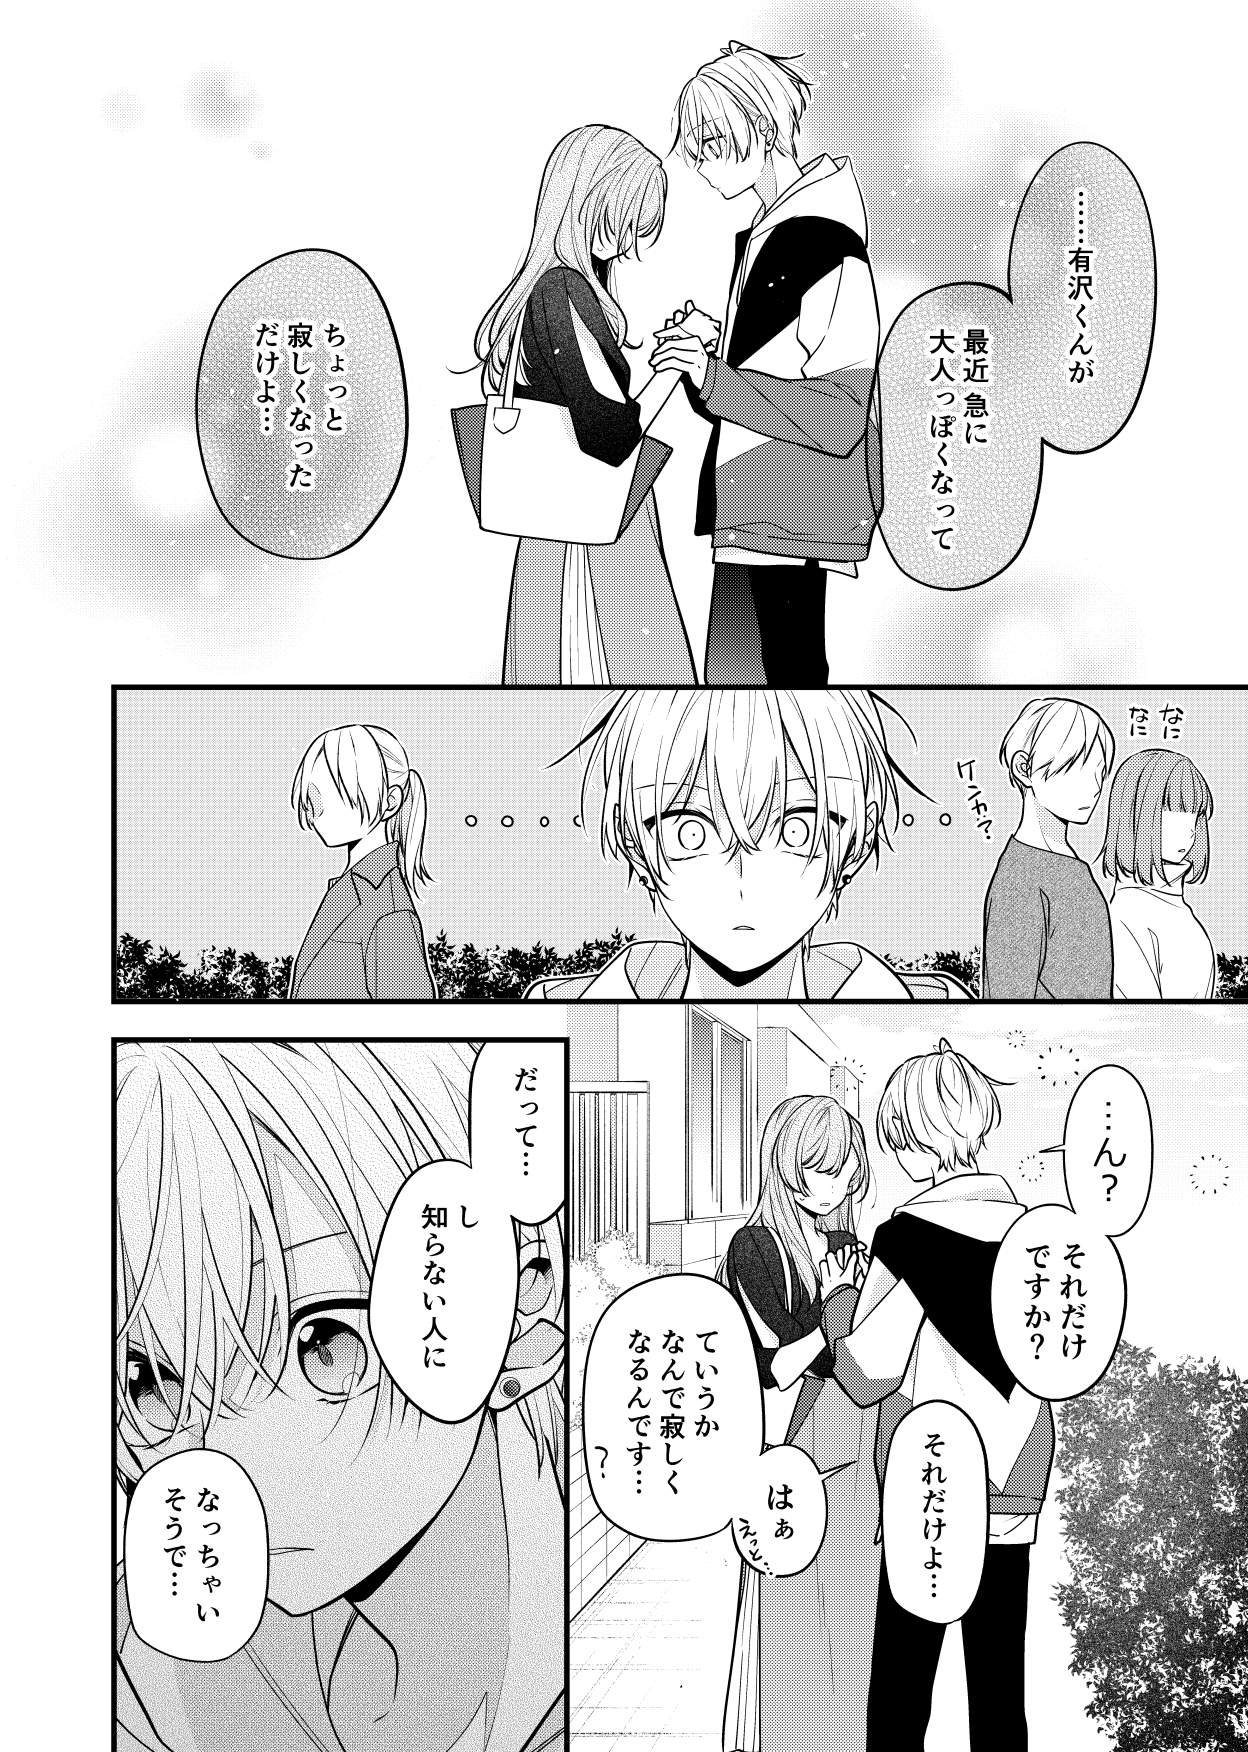 ……有沢くんが
最近 急に
大人っぽくなって
ちょっと
寂しくなった
だけよ…
なに
なに
ケンカ?
…ん?
それだけ
ですか?
それだけよ…
はぁ
えっと…
ていうか
なんで寂しく
なるんです…
?
だって…
し
知らない人に
なっちゃい
そうで…